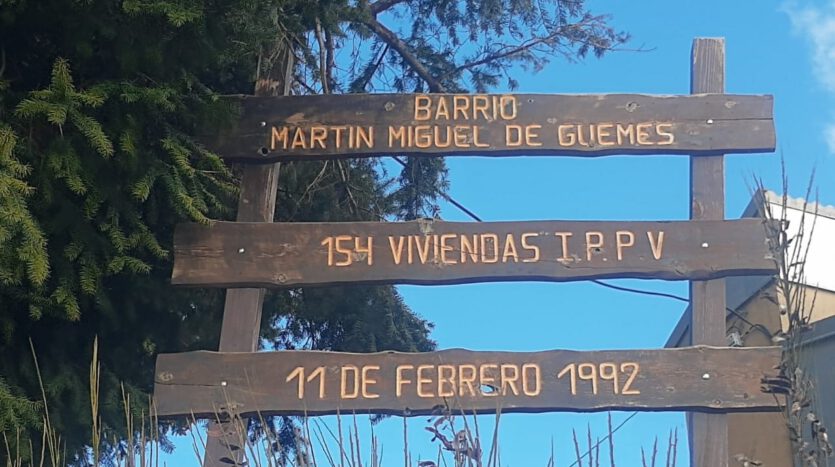 BARRIO
MARTIN MIGUEL DE GUEMES
154 VIVIENDAS I.P.P V
11 DE FEBRERO 1992